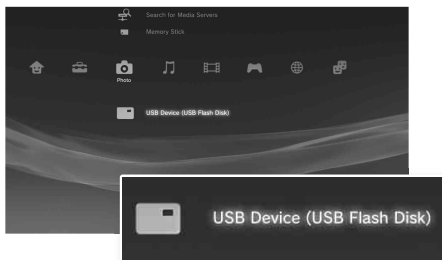 Search for Media Servers
Memory Stick
Photo
USB Device (USB Flash Disk)
USB Device (USB Flash Disk)